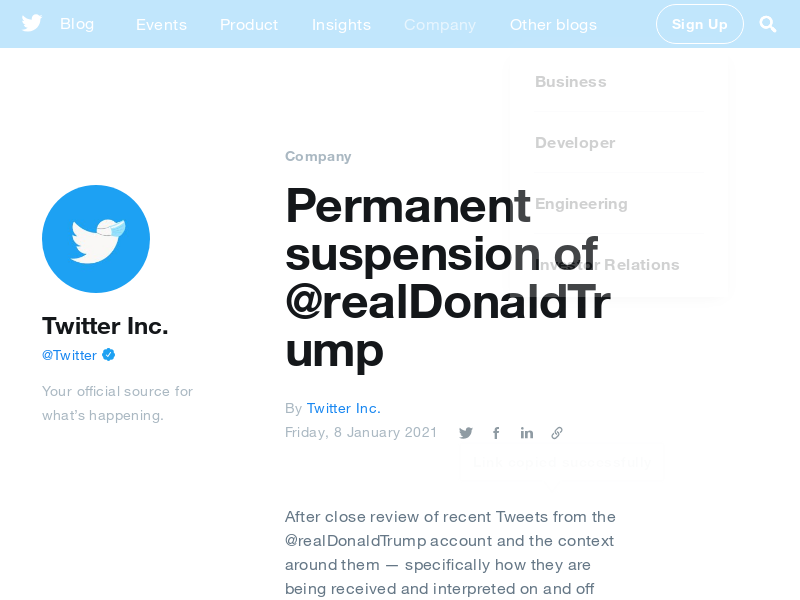 Blog Events Product Insights Company Other blogs Sign Up
Business
Developer
Engineering
Investor Relations
Company
Permanent
suspension of
@realDonaldTr
ump
Twitter Inc.
@Twitter
Your official source for
what's happening.
By Twitter Inc.
Friday, 8 January 2021
After close review of recent Tweets from the
@realDonaldTrump account and the context
around them — specifically how they are
being received and interpreted on and off